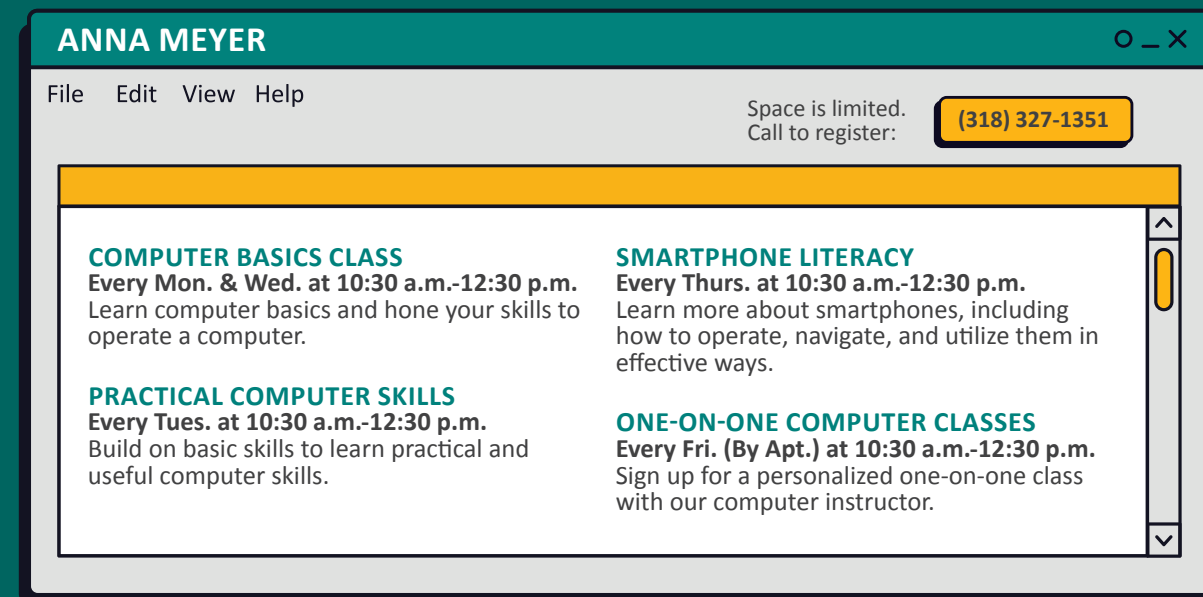 ANNA MEYER
File Edit View Help
Space is limited.
Call to register:
(318) 327-1351
COMPUTER BASICS CLASS
Every Mon. & Wed. at 10:30 a.m.-12:30 p.m.
Learn computer basics and hone your skills to
operate a computer.
PRACTICAL COMPUTER SKILLS
Every Tues. at 10:30 a.m.-12:30 p.m.
Build on basic skills to learn practical and
useful computer skills.
SMARTPHONE LITERACY
Every Thurs. at 10:30 a.m.-12:30 p.m.
Learn more about smartphones, including
how to operate, navigate, and utilize them in
effective ways.
ONE-ON-ONE COMPUTER CLASSES
Every Fri. (By Apt.) at 10:30 a.m.-12:30 p.m.
Sign up for a personalized one-on-one class
with our computer instructor.